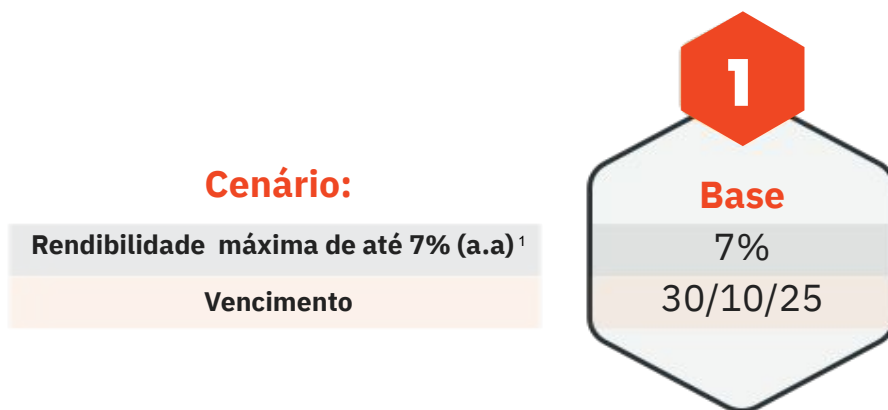 1
Cenário:
Base
Rendibilidade máxima de até 7% (a.a)¹
7%
Vencimento
30/10/25